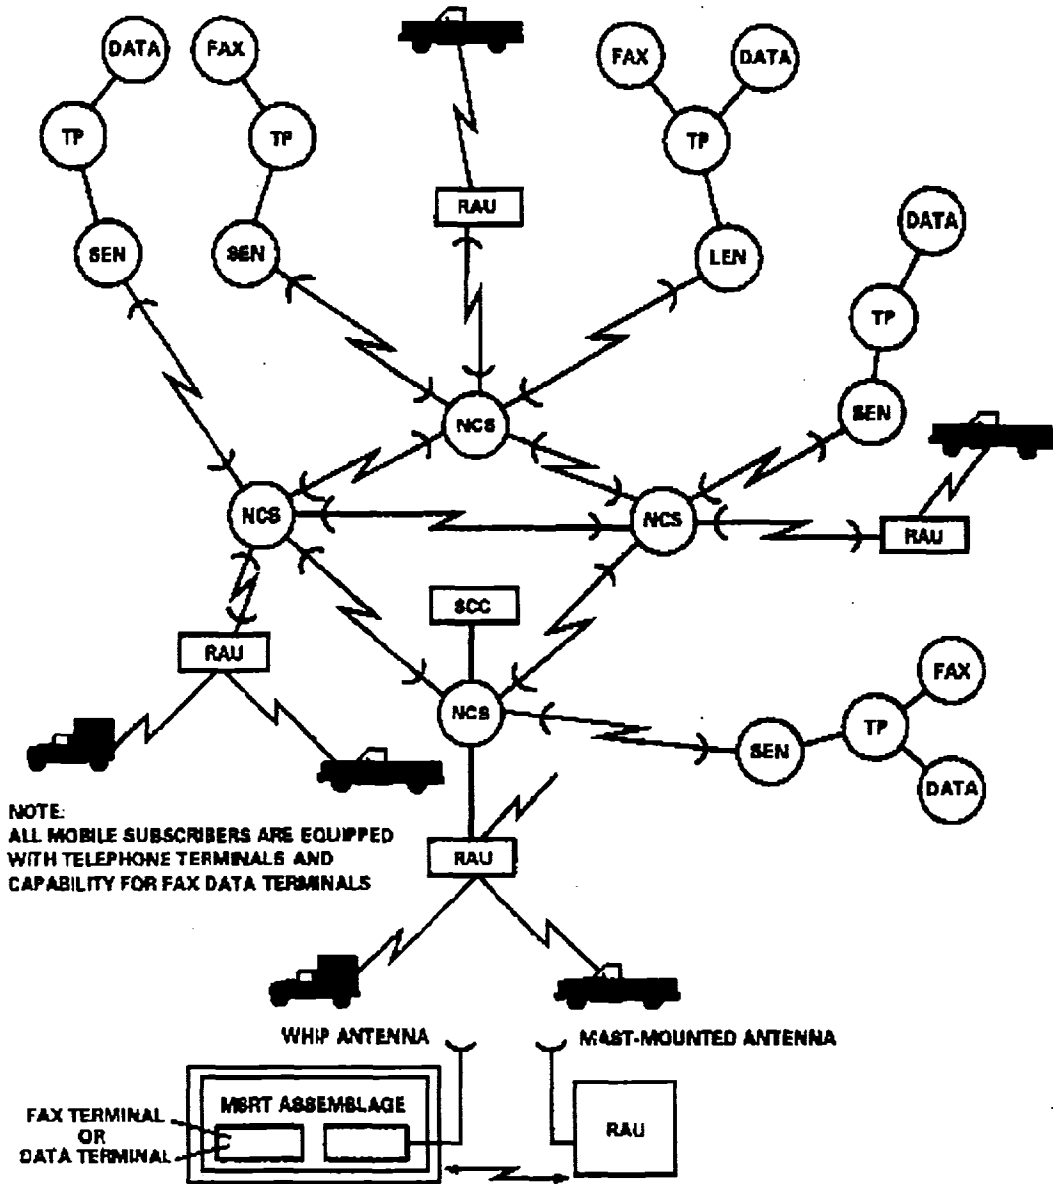 DATA
FAX
FAX
DATA
TP
TP
TP
RAU
DATA
SEN
SEN
LEN
TP
SEN
NCS
NCS
NCS
RAU
SCC
RAU
FAX
NCS
TP
SEN
DATA
NOTE:
ALL MOBILE SUBSCRIBERS ARE EQUIPPED
WITH TELEPHONE TERMINALS AND
CAPABILITY FOR FAX DATA TERMINALS
RAU
WHIP ANTENNA
MAST-MOUNTED ANTENNA
MSRT ASSEMBLAGE
FAX TERMINAL
OR
DATA TERMINAL
RAU